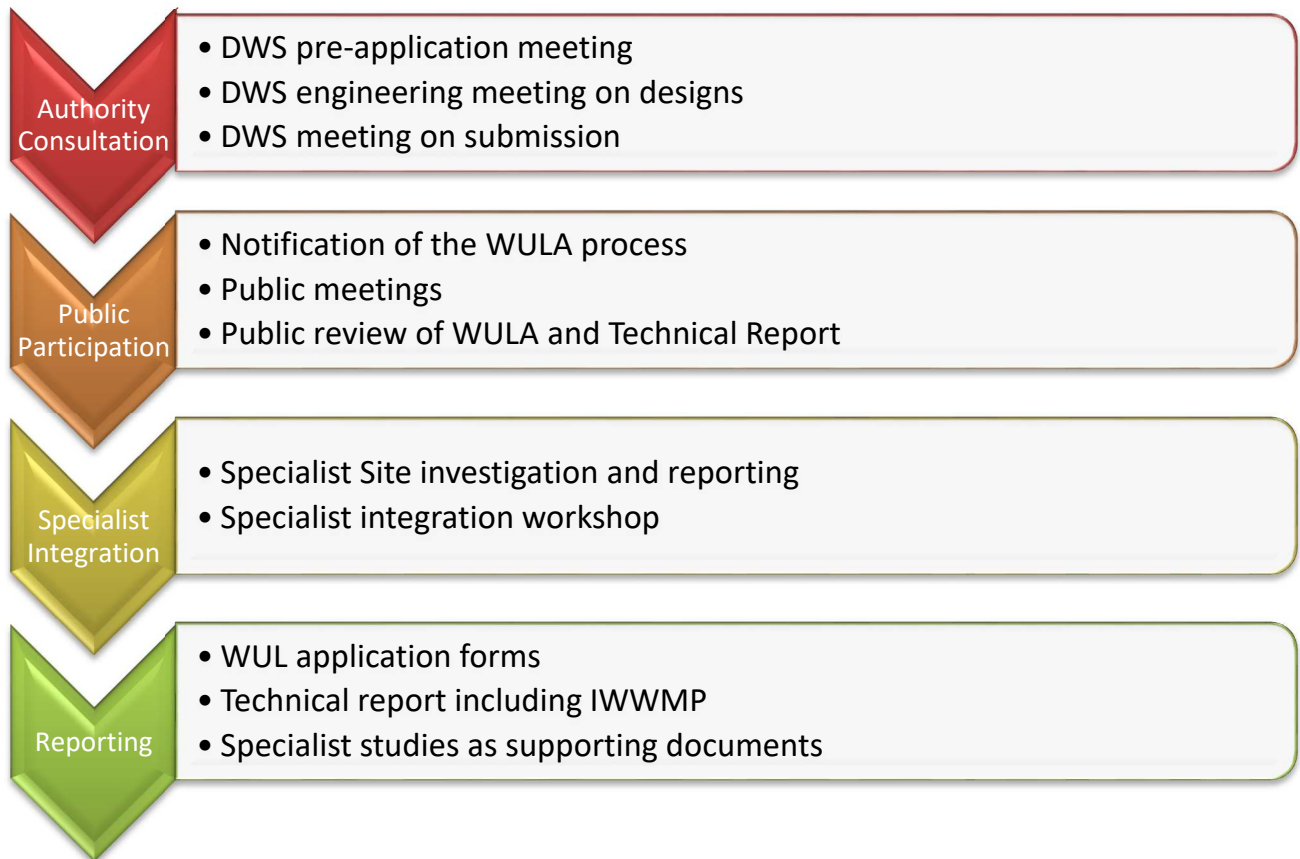 Authority
Consultation
• DWS pre-application meeting
• DWS engineering meeting on designs
• DWS meeting on submission
Public
Participation
• Notification of the WULA process
• Public meetings
• Public review of WULA and Technical Report
Specialist
Integration
• Specialist Site investigation and reporting
• Specialist integration workshop
Reporting
• WUL application forms
• Technical report including IWWMP
• Specialist studies as supporting documents